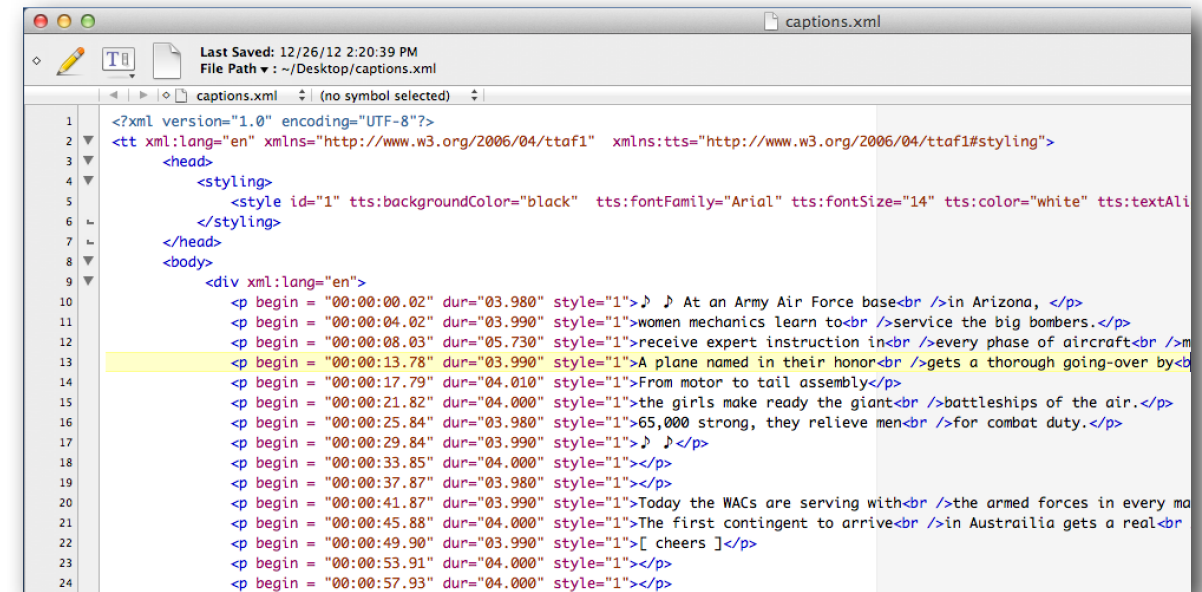 captions.xml
Last Saved: 12/26/12 2:20:39 PM
File Path ▾ : ~/Desktop/captions.xml
captions.xml (no symbol selected)
1 <?xml version="1.0" encoding="UTF-8"?>
2 <tt xml:lang="en" xmlns="http://www.w3.org/2006/04/ttaf1" xmlns:tts="http://www.w3.org/2006/04/ttaf1#styling">
3 <head>
4 <styling>
5 <style id="1" tts:backgroundColor="black" tts:fontFamily="Arial" tts:fontSize="14" tts:color="white" tts:textAli
6 </styling>
7 </head>
8 <body>
9 <div xml:lang="en">
10 <p begin = "00:00:00.02" dur="03.980" style="1">♪ ♪ At an Army Air Force base<br />in Arizona, </p>
11 <p begin = "00:00:04.02" dur="03.990" style="1">women mechanics learn to<br />service the big bombers.</p>
12 <p begin = "00:00:08.03" dur="05.730" style="1">receive expert instruction in<br />every phase of aircraft<br />m
13 <p begin = "00:00:13.78" dur="03.990" style="1">A plane named in their honor<br />gets a thorough going-over by<b
14 <p begin = "00:00:17.79" dur="04.010" style="1">From motor to tail assembly</p>
15 <p begin = "00:00:21.82" dur="04.000" style="1">the girls make ready the giant<br />battleships of the air.</p>
16 <p begin = "00:00:25.84" dur="03.980" style="1">65,000 strong, they relieve men<br />for combat duty.</p>
17 <p begin = "00:00:29.84" dur="03.990" style="1">♪ ♪</p>
18 <p begin = "00:00:33.85" dur="04.000" style="1"></p>
19 <p begin = "00:00:37.87" dur="03.980" style="1"></p>
20 <p begin = "00:00:41.87" dur="03.990" style="1">Today the WACs are serving with<br />the armed forces in every ma
21 <p begin = "00:00:45.88" dur="04.000" style="1">The first contingent to arrive<br />in Austrailia gets a real<br
22 <p begin = "00:00:49.90" dur="03.990" style="1">[ cheers ]</p>
23 <p begin = "00:00:53.91" dur="04.000" style="1"></p>
24 <p begin = "00:00:57.93" dur="04.000" style="1"></p>